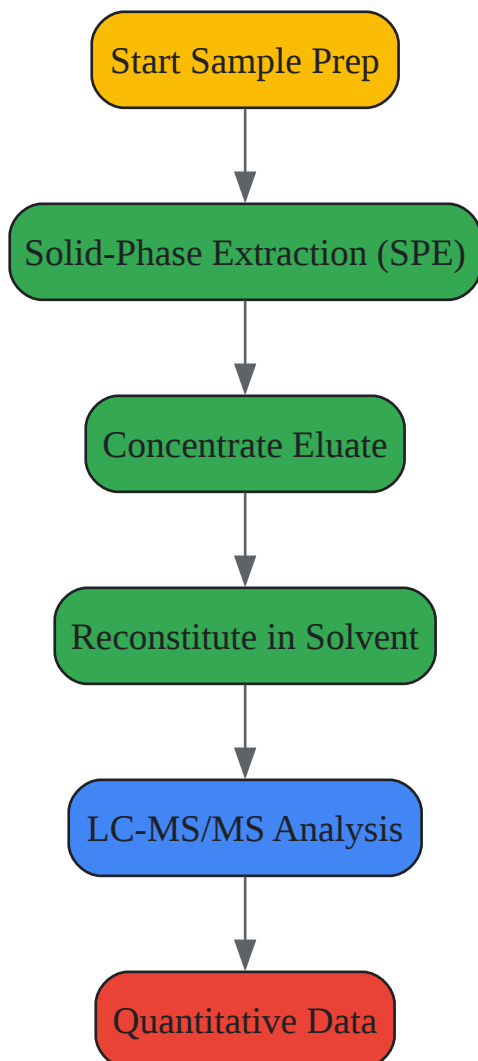 Start Sample Prep
Solid-Phase Extraction (SPE)
Concentrate Eluate
Reconstitute in Solvent
LC-MS/MS Analysis
Quantitative Data